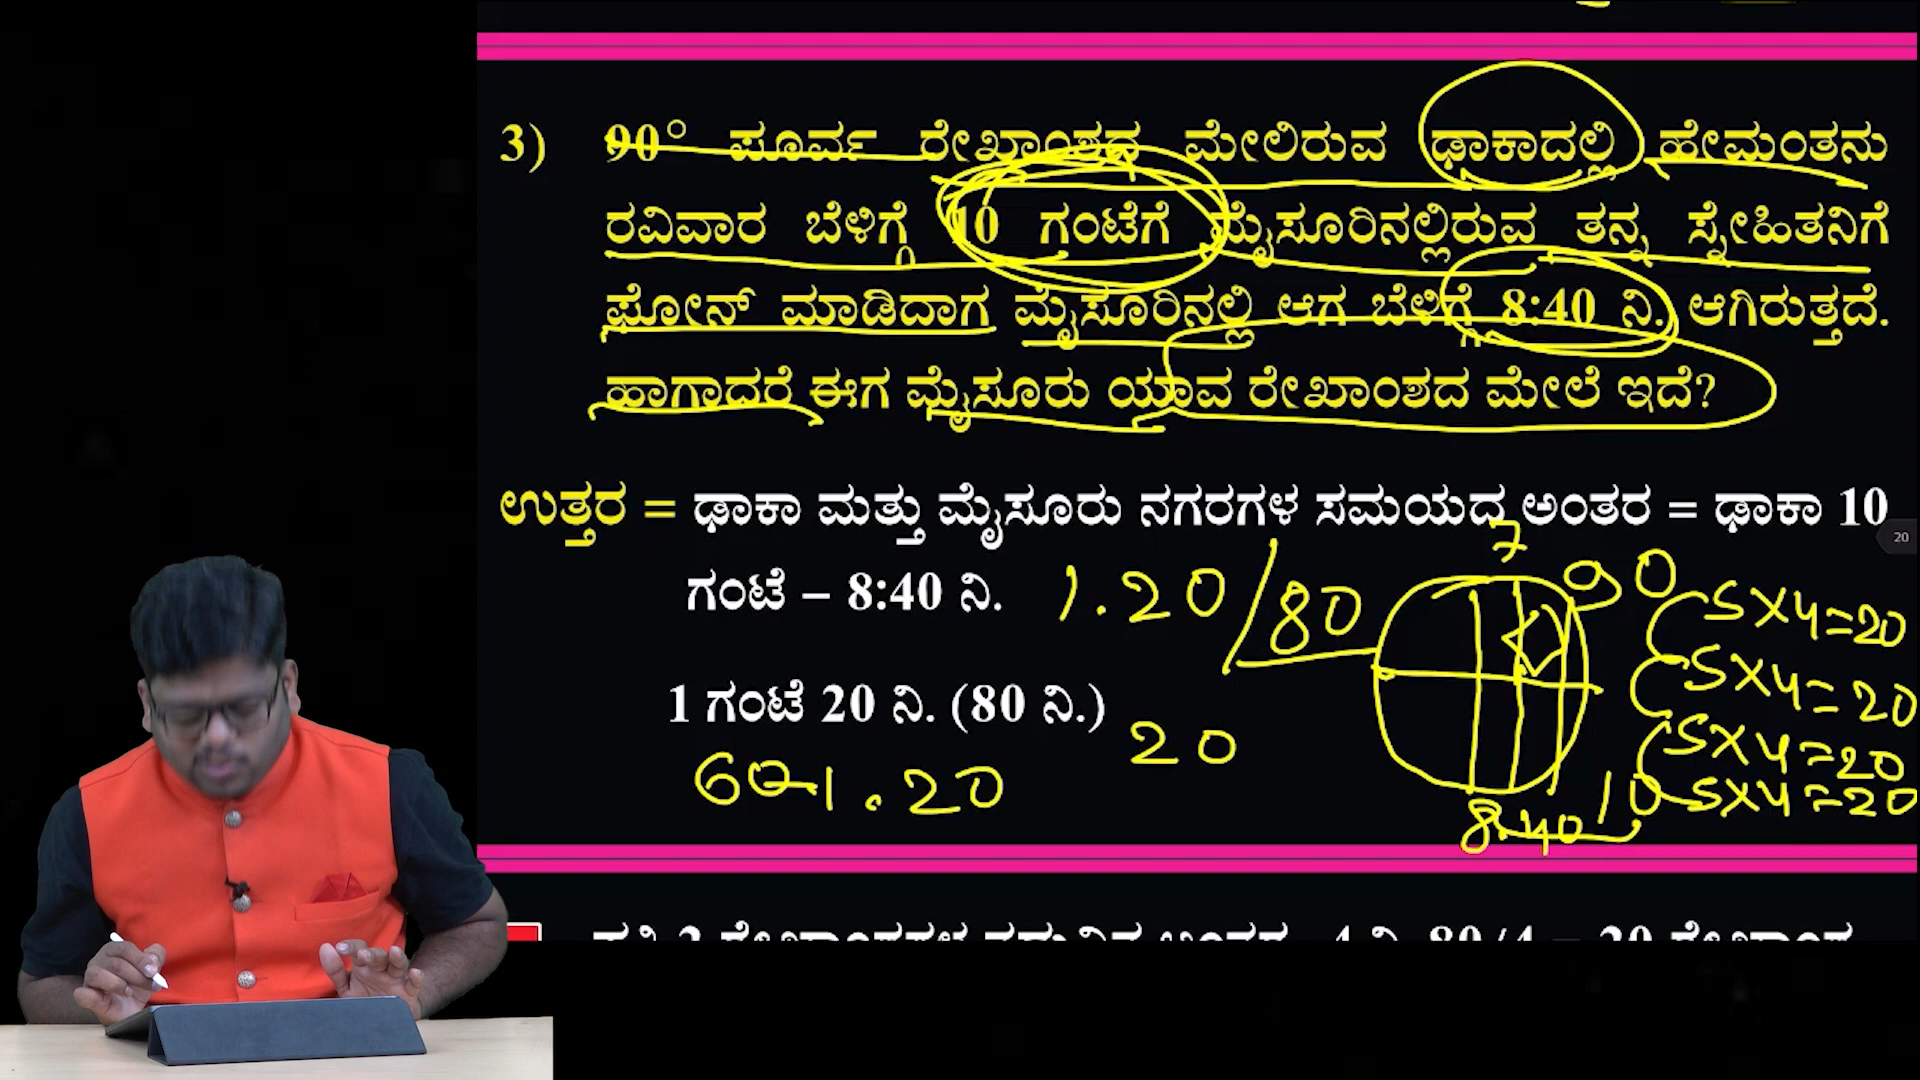 3) 90° ಪೂರ್ವ ರೇಖಾಂಶದ ಮೇಲಿರುವ ಢಾಕಾದಲ್ಲಿ ಹೇಮಂತನು
ರವಿವಾರ ಬೆಳಿಗ್ಗೆ 10 ಗಂಟೆಗೆ ಮೈಸೂರಿನಲ್ಲಿರುವ ತನ್ನ ಸ್ನೇಹಿತನಿಗೆ
ಫೋನ್ ಮಾಡಿದಾಗ ಮೈಸೂರಿನಲ್ಲಿ ಆಗ ಬೆಳಿಗ್ಗೆ 8:40 ನಿ. ಆಗಿರುತ್ತದೆ.
ಹಾಗಾದರೆ ಈಗ ಮೈಸೂರು ಯಾವ ರೇಖಾಂಶದ ಮೇಲೆ ಇದೆ?
ಉತ್ತರ = ಢಾಕಾ ಮತ್ತು ಮೈಸೂರು ನಗರಗಳ ಸಮಯದ ಅಂತರ = ಢಾಕಾ 10
20
ಗಂಟೆ – 8:40 ನಿ. 1.20/80 ? 90 5X4=20
5X4=20
1 ಗಂಟೆ 20 ನಿ. (80 ನಿ.) 20 5X4=20
60-1.20 10 5X4=20
8.40